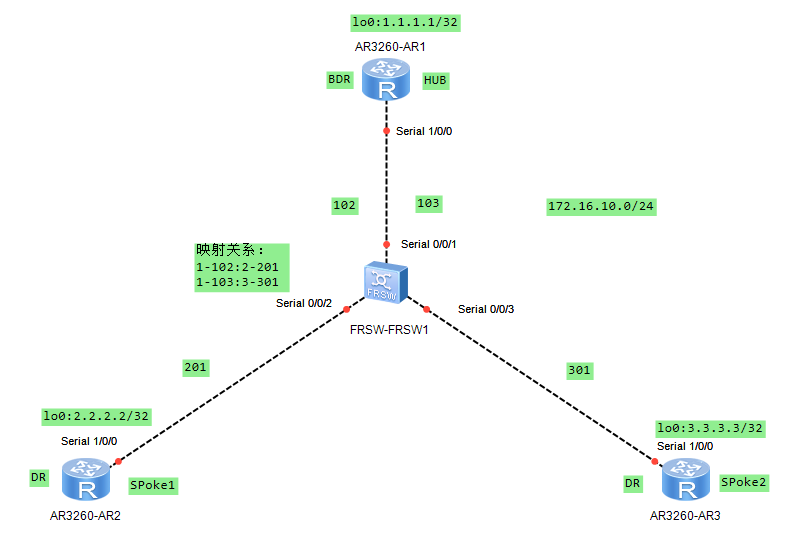 lo0:1.1.1.1/32
AR3260-AR1
BDR
HUB
R
Serial 1/0/0
102
103
172.16.10.0/24
Serial 0/0/1
映射关系：
1-102:2-201
1-103:3-301
FRSW
Serial 0/0/2
Serial 0/0/3
FRSW-FRSW1
201
301
lo0:2.2.2.2/32
lo0:3.3.3.3/32
Serial 1/0/0
Serial 1/0/0
DR
R
SPoke1
DR
R
SPoke2
AR3260-AR2
AR3260-AR3